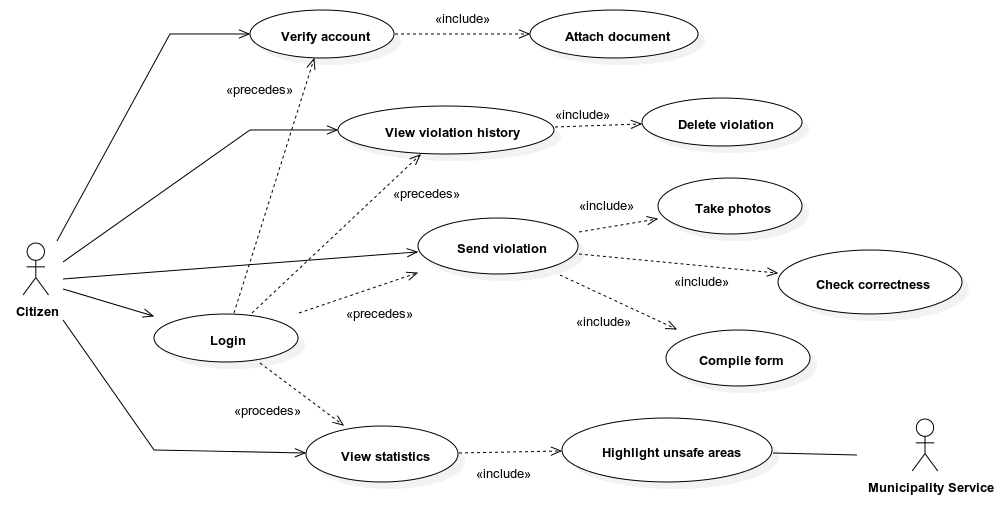 «include»
Verify account
Attach document
«precedes»
«include»
View violation history
Delete violation
«precedes»
«include»
Take photos
Send violation
«include»
Check correctness
Citizen
«precedes»
«include»
Login
Compile form
«procedes»
View statistics
Highlight unsafe areas
«include»
Municipality Service